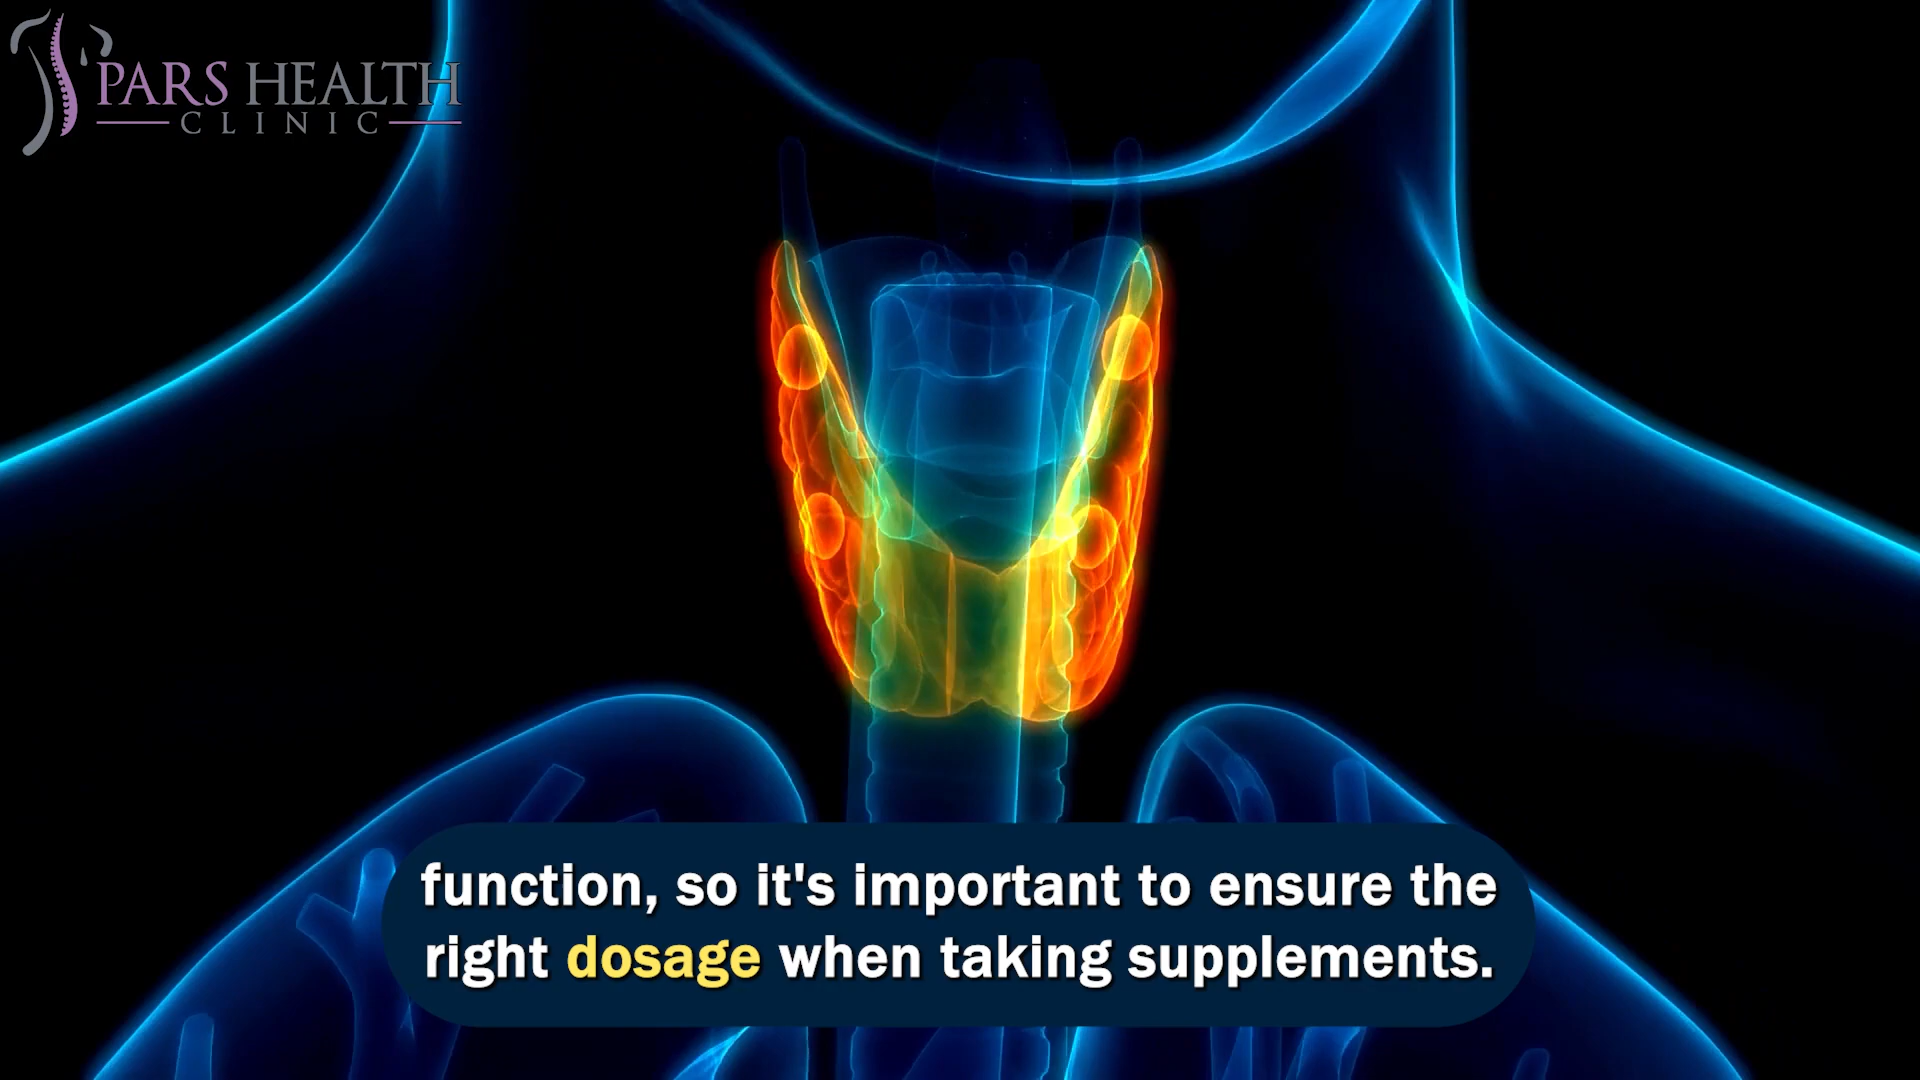 PARS HEALTH
CLINIC
function, so it's important to ensure the
right dosage when taking supplements.